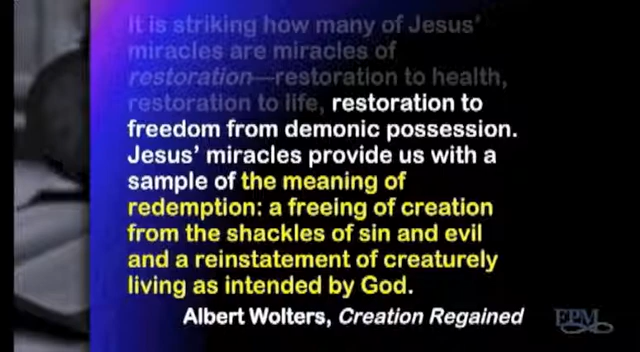 It is striking how many of Jesus’
miracles are miracles of
restoration—restoration to health,
restoration to life, restoration to
freedom from demonic possession.
Jesus’ miracles provide us with a
sample of the meaning of
redemption: a freeing of creation
from the shackles of sin and evil
and a reinstatement of creaturely
living as intended by God.
Albert Wolters, Creation Regained
EPM